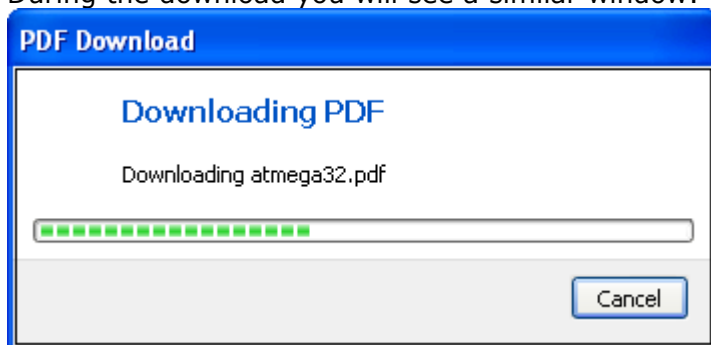 During the download you will see a similar window:
PDF Download
Downloading PDF
Downloading atmega32.pdf
Cancel